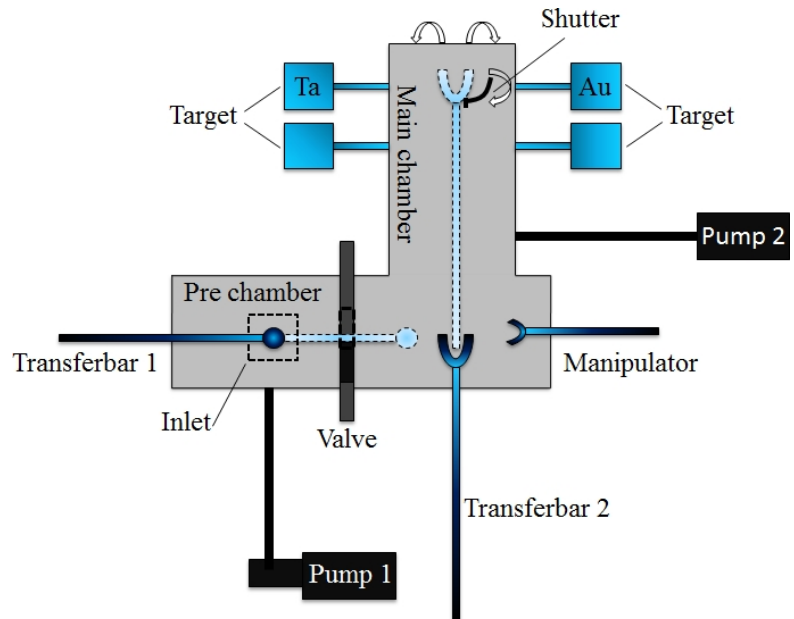 Shutter
Ta
Au
Target
Target
Main chamber
Pump 2
Pre chamber
Transferbar 1
Manipulator
Inlet
Valve
Transferbar 2
Pump 1